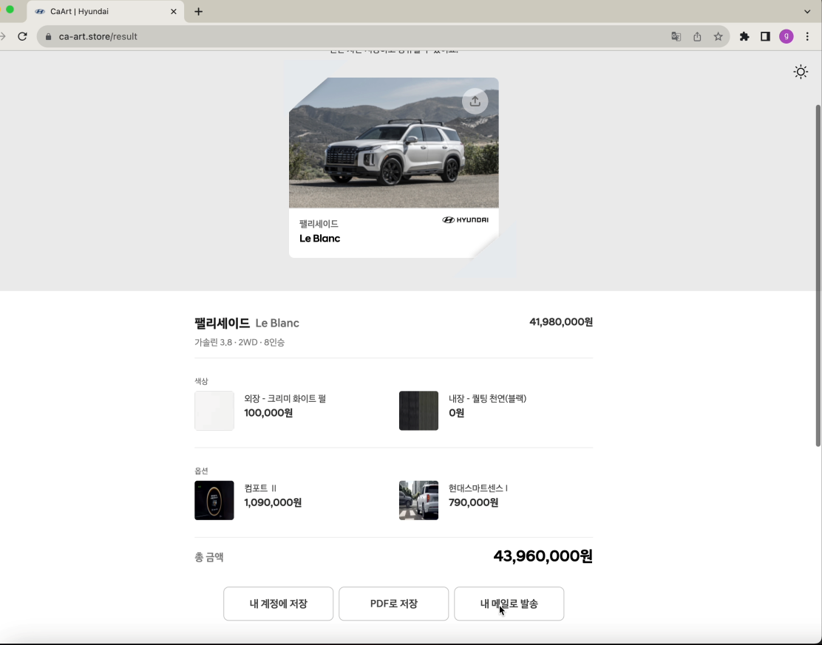 CaArt | Hyundai
ca-art.store/result
g
팰리세이드
HYUNDAI
Le Blanc
팰리세이드 Le Blanc
41,980,000원
가솔린 3.8 · 2WD · 8인승
색상
외장 - 크리미 화이트 펄
100,000원
내장 - 퀼팅 천연(블랙)
0원
옵션
컴포트 Ⅱ
1,090,000원
현대스마트센스 I
790,000원
총 금액
43,960,000원
내 계정에 저장
PDF로 저장
내 메일로 발송